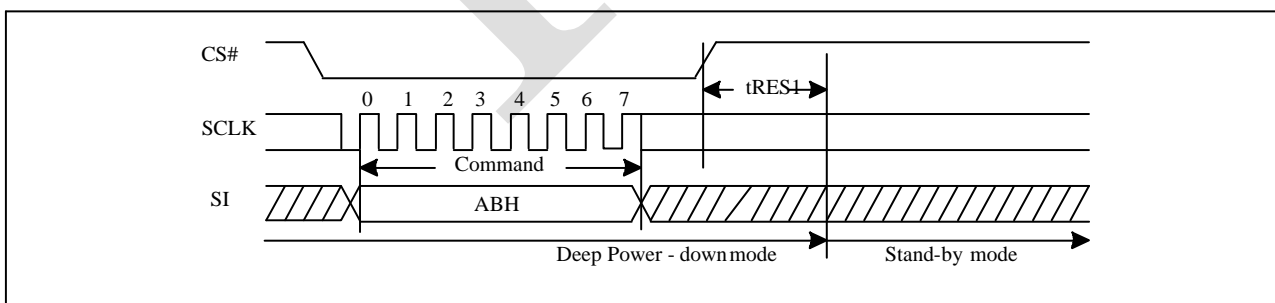 CS#
tRES1
0 1 2 3 4 5 6 7
SCLK
Command
SI
ABH
Deep Power - down mode
Stand-by mode